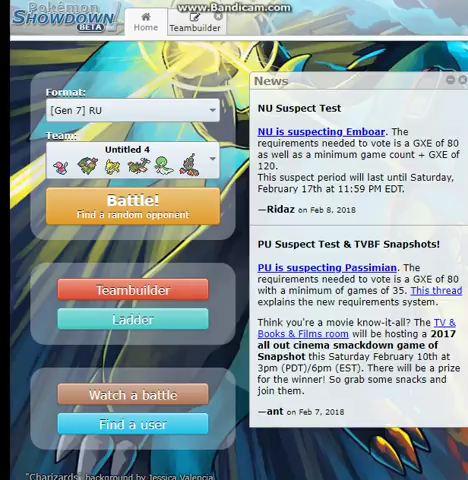 www.Bandicam.com
Pokémon
SHOWDOWN!
BETA
Home
Teambuilder
Format:
[Gen 7] RU
Team:
Untitled 4
Battle!
Find a random opponent
Teambuilder
Ladder
Watch a battle
Find a user
"Charizards" background by Jessica Valencia
News
NU Suspect Test
NU is suspecting Emboar. The
requirements needed to vote is a GXE of 80
as well as a minimum game count + GXE of
120.
This suspect period will last until Saturday,
February 17th at 11:59 PM EDT.
—Ridaz on Feb 8, 2018
PU Suspect Test & TVBF Snapshots!
PU is suspecting Passimian. The
requirements needed to vote is a GXE of 80
with a minimum of games of 35. This thread
explains the new requirements system.
Think you're a movie know-it-all? The TV &
Books & Films room will be hosting a 2017
all out cinema smackdown game of
Snapshot this Saturday February 10th at
3pm (PDT)/6pm (EST). There will be a prize
for the winner! So grab some snacks and
join them.
—ant on Feb 7, 2018